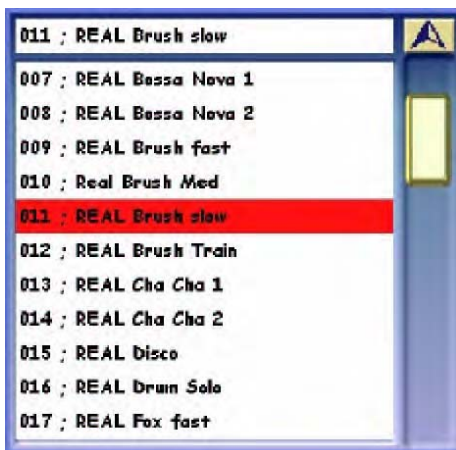 011 ; REAL Brush slow
007 ; REAL Bossa Nova 1
008 ; REAL Bossa Nova 2
009 ; REAL Brush fast
010 ; Real Brush Med
011 ; REAL Brush slow
012 ; REAL Brush Train
013 ; REAL Cha Cha 1
014 ; REAL Cha Cha 2
015 ; REAL Disco
016 ; REAL Drum Solo
017 ; REAL Fox fast